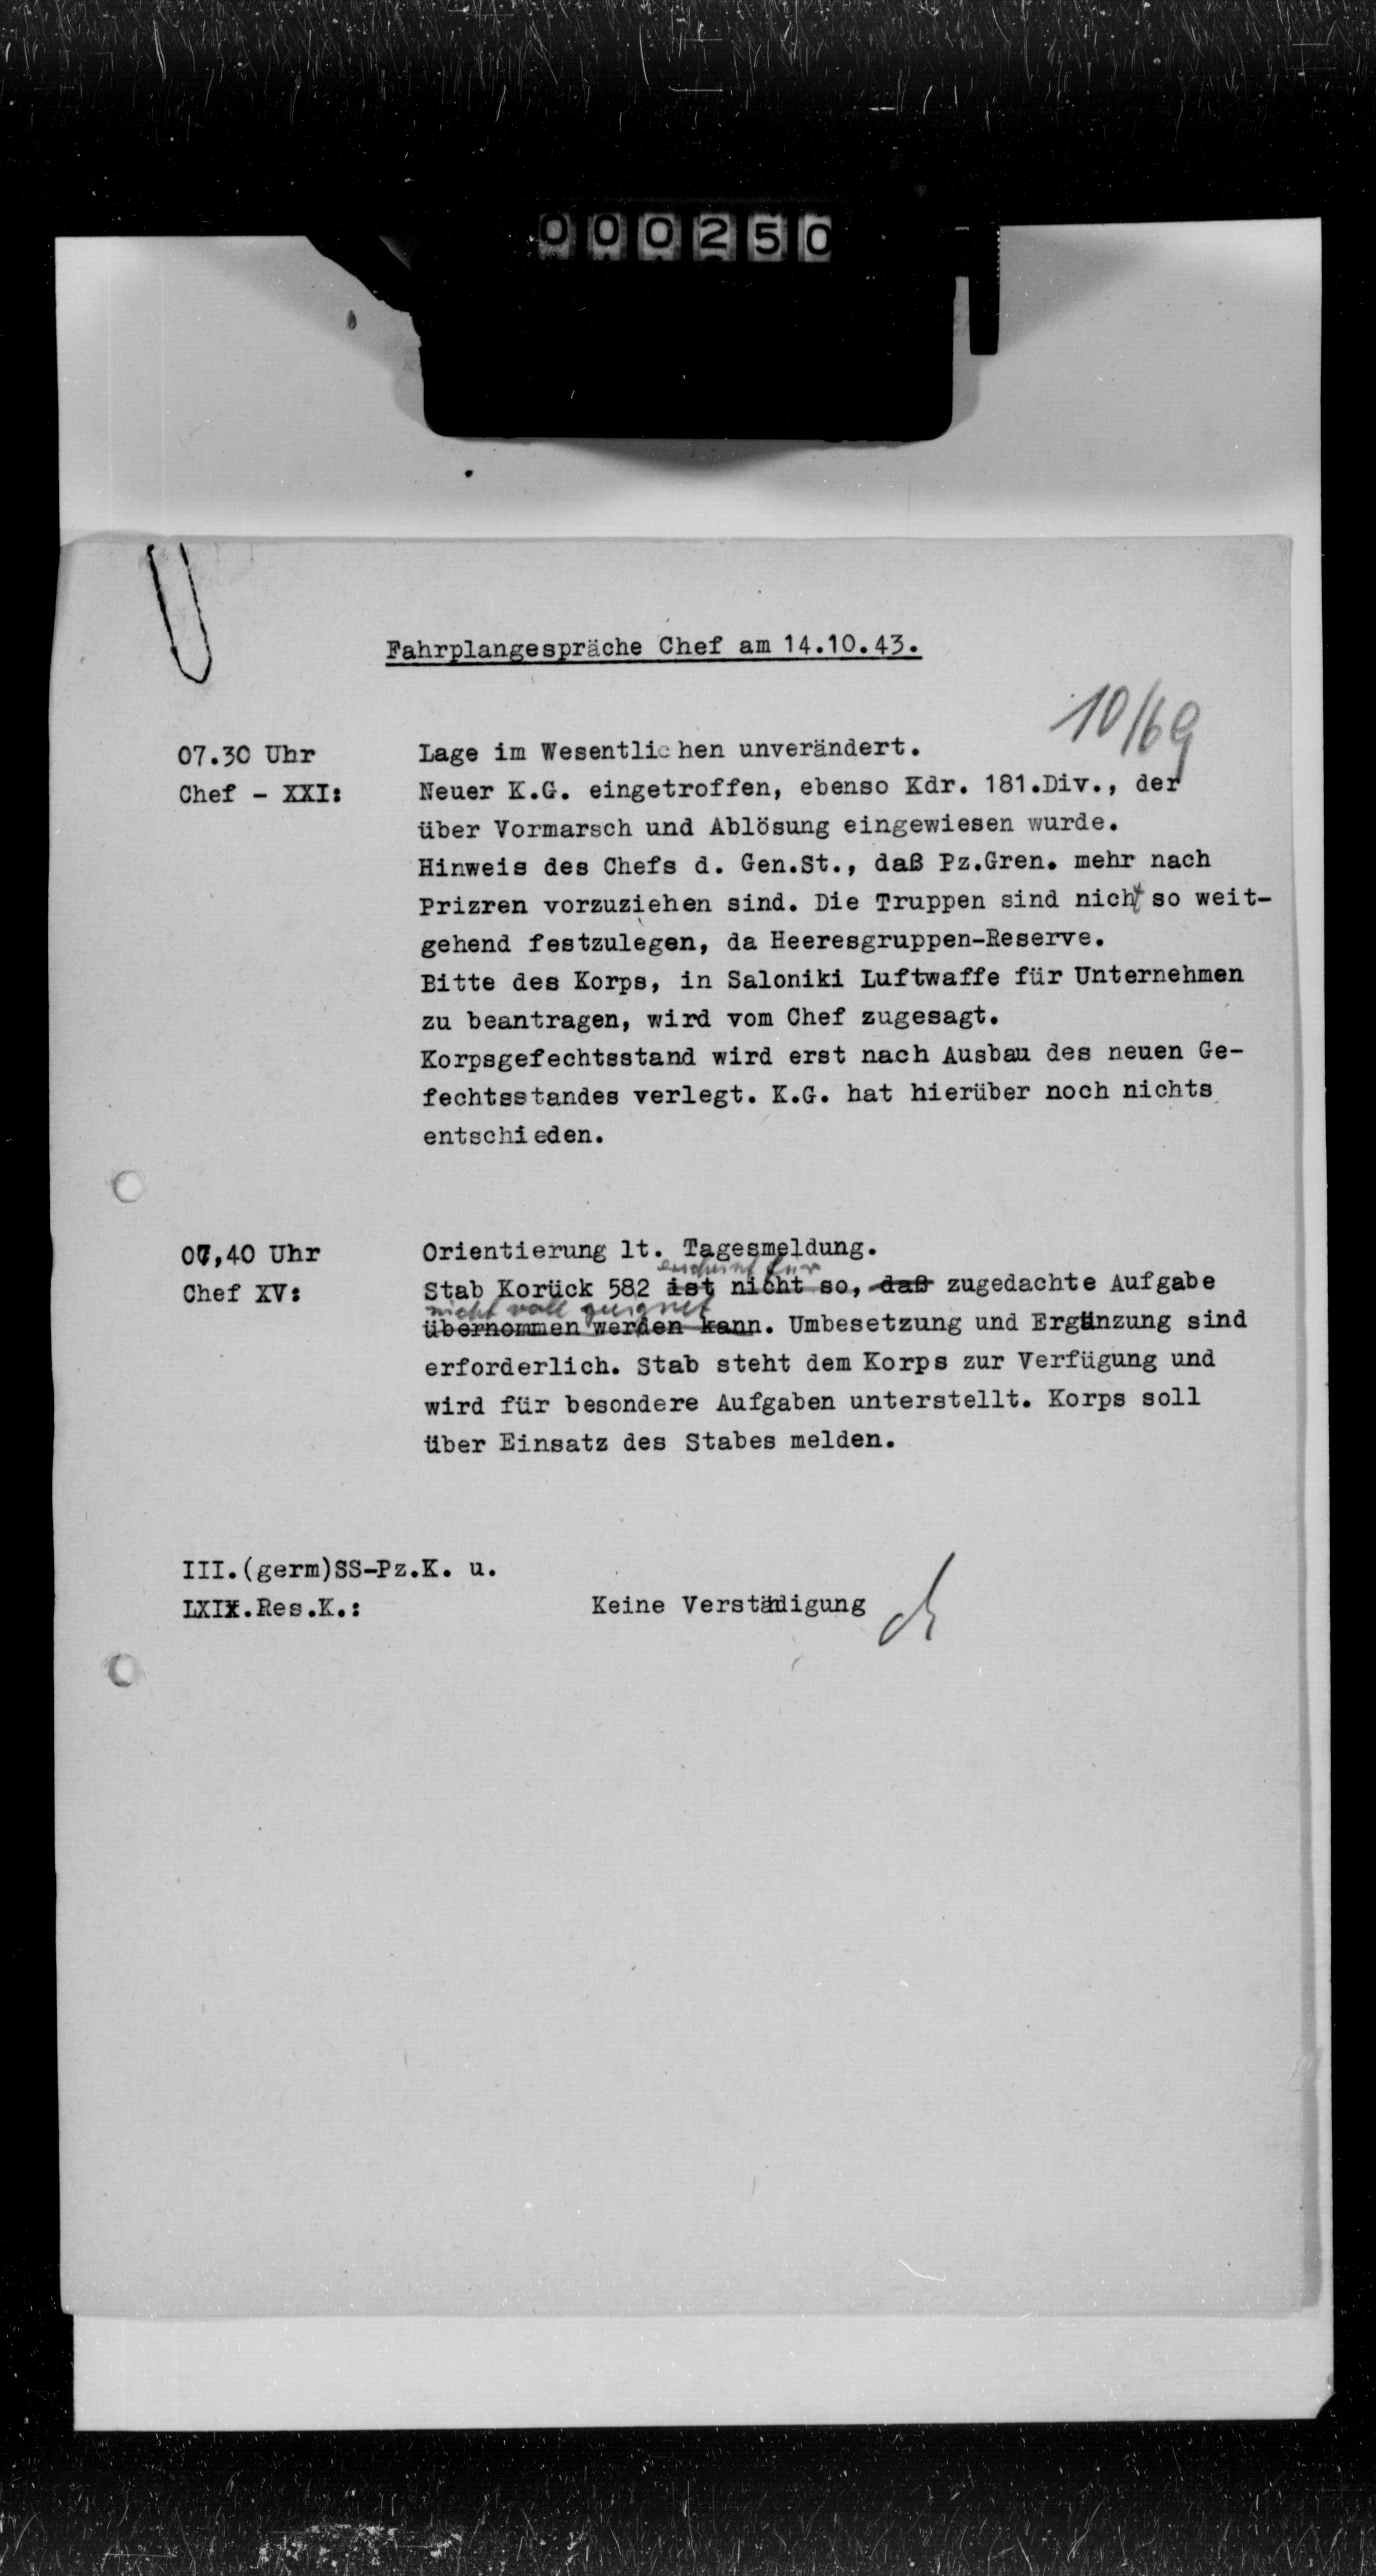 000250
Fahrplangespräche Chef am 14.10.43.
10/69
07.30 Uhr Lage im Wesentlichen unverändert.
Chef - XXI: Neuer K.G. eingetroffen, ebenso Kdr. 181.Div., der
über Vormarsch und Ablösung eingewiesen wurde.
Hinweis des Chefs d. Gen.St., daß Pz.Gren. mehr nach
Prizren vorzuziehen sind. Die Truppen sind nicht so weit-
gehend festzulegen, da Heeresgruppen-Reserve.
Bitte des Korps, in Saloniki Luftwaffe für Unternehmen
zu beantragen, wird vom Chef zugesagt.
Korpsgefechtsstand wird erst nach Ausbau des neuen Ge-
fechtsstandes verlegt. K.G. hat hierüber noch nichts
entschieden.
07,40 Uhr Orientierung lt. Tagesmeldung.
erscheint für
Chef XV: Stab Korück 582 ist nicht so, daß zugedachte Aufgabe
nicht voll geeignet
übernommen werden kann. Umbesetzung und Ergänzung sind
erforderlich. Stab steht dem Korps zur Verfügung und
wird für besondere Aufgaben unterstellt. Korps soll
über Einsatz des Stabes melden.
III.(germ)SS-Pz.K. u.
LXIX.Res.K.: Keine Verständigung